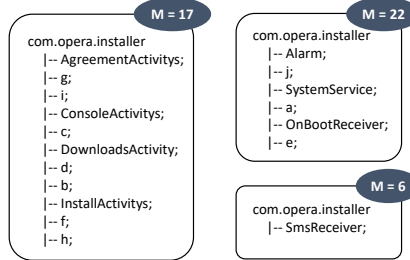 M = 17
com.opera.installer
|-- AgreementActivitys;
|-- g;
|-- i;
|-- ConsoleActivitys;
|-- c;
|-- DownloadsActivity;
|-- d;
|-- b;
|-- InstallActivitys;
|-- f;
|-- h;
M = 22
com.opera.installer
|-- Alarm;
|-- j;
|-- SystemService;
|-- a;
|-- OnBootReceiver;
|-- e;
M = 6
com.opera.installer
|-- SmsReceiver;